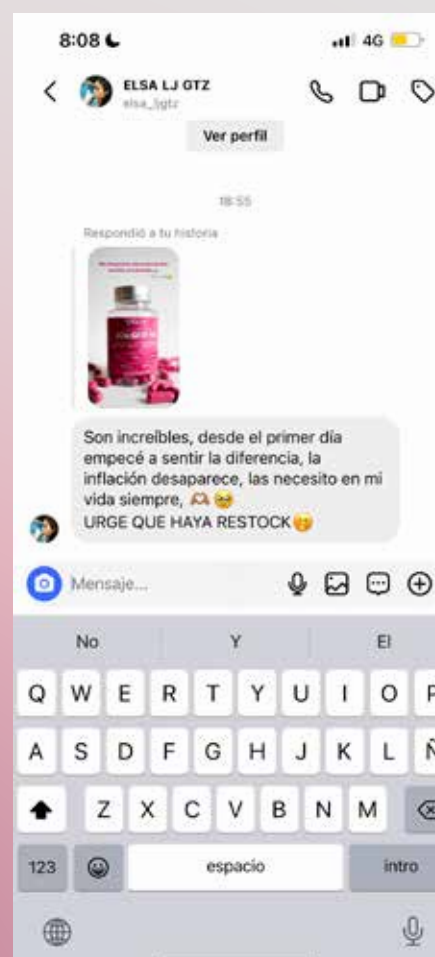 8:08
4G
ELSA LJ GTZ
elsa_ljgtz
Ver perfil
18:55
Respondió a tu historia
Son increíbles, desde el primer día
empecé a sentir la diferencia, la
inflación desaparece, las necesito en mi
vida siempre, 🫶🏽🥹
URGE QUE HAYA RESTOCK🤭
Mensaje...
No Y El
Q W E R T Y U I O P
A S D F G H J K L Ñ
Z X C V B N M
123 espacio intro